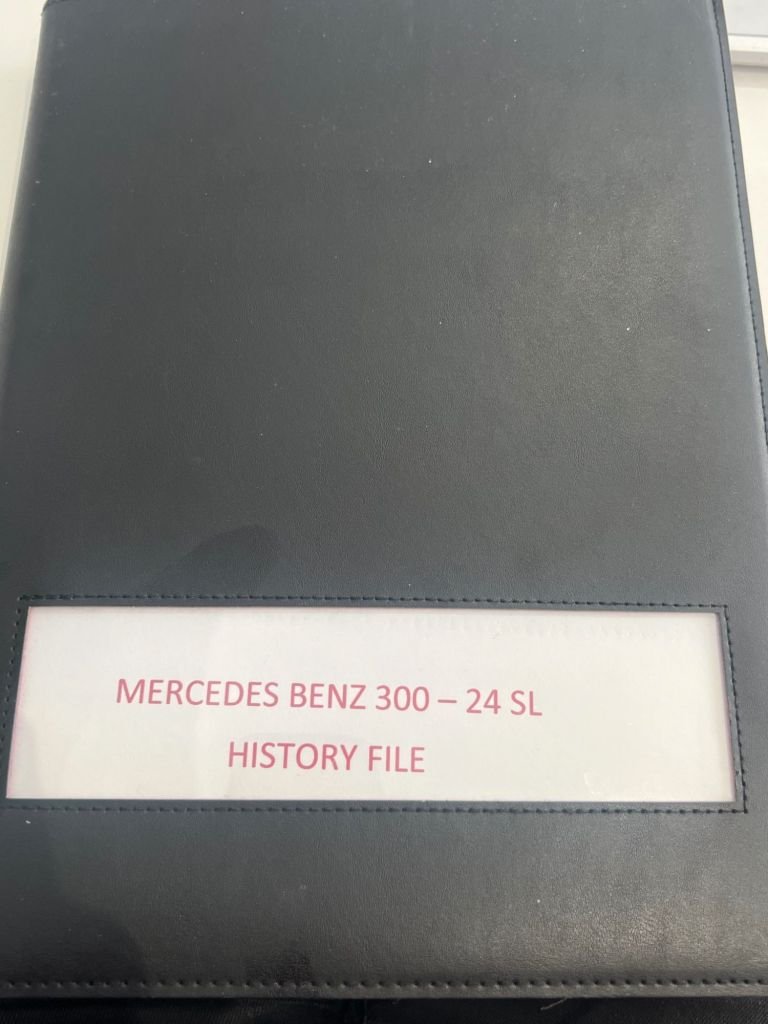 MERCEDES BENZ 300 – 24 SL
HISTORY FILE